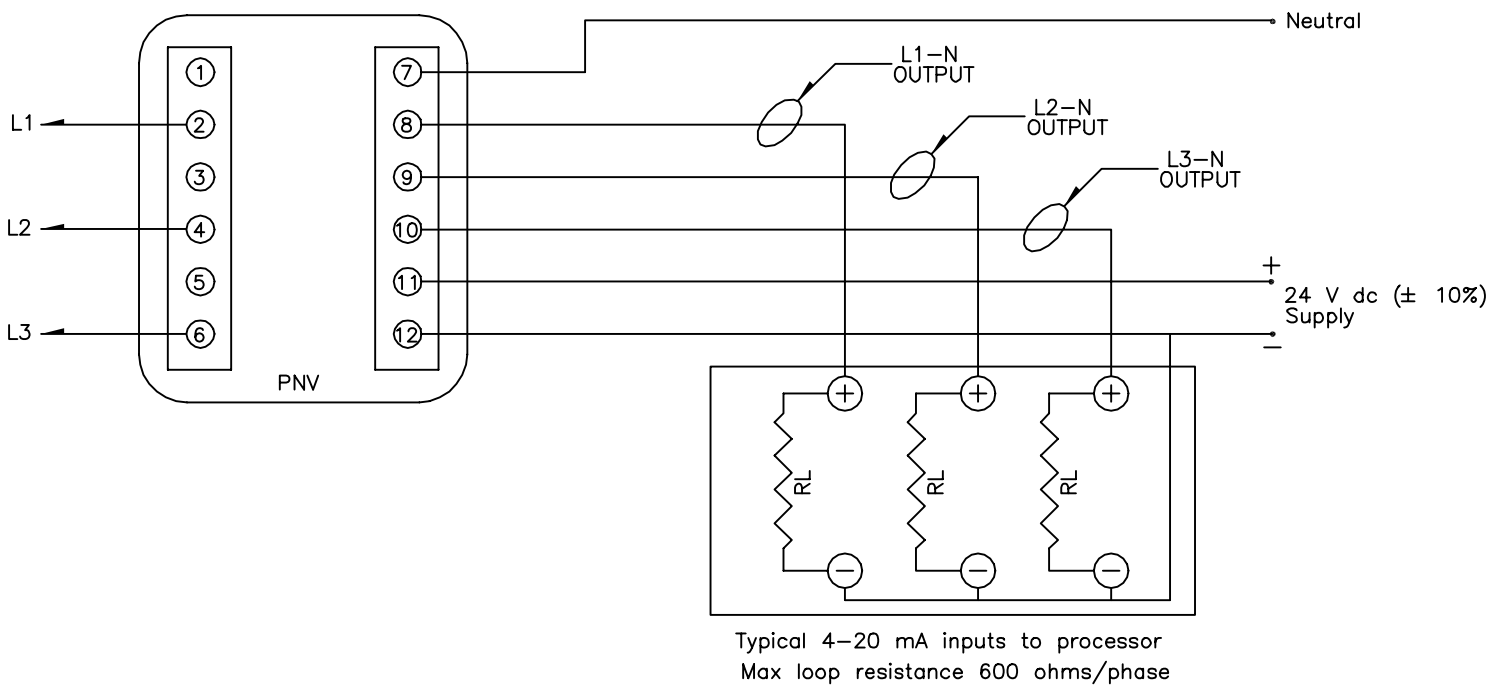 Neutral
L1-N
OUTPUT
L2-N
OUTPUT
L3-N
OUTPUT
1
7
L1
2
8
3
9
L2
4
10
5
11
+
24 V dc (± 10%)
Supply
L3
6
12
−
PNV
+
+
+
RL
RL
RL
−
−
−
Typical 4-20 mA inputs to processor
Max loop resistance 600 ohms/phase